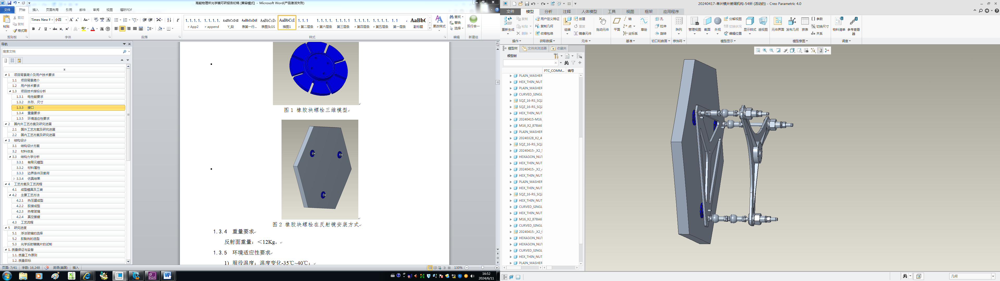 高能物理所光学镜可研报告初稿 [兼容模式] - Microsoft Word(产品激活失败)
文件 开始 插入 页面布局 引用 邮件 审阅 视图 福昕PDF
粘贴 剪切 复制 格式刷
剪贴板
Times New F 小四
字体
段落
AaBbCcDdE AaBbCcDdE AaBbCcDc AaBbCcI AaBb(
App2 append Y_段 表第一行... 表图头GS 插图1 第二层条 第六层条 第三层条 第四层条 第五层条 第一层条 副标题
更改样式
样式
查找 替换 选择
编辑
双行合一
新建组
导航
搜索文档
1 项目背景简介及用户技术要求
1.1 项目背景简介
1.2 用户技术要求
1.3 项目技术指标分析
1.3.1 电性能要求
1.3.2 外形、尺寸
1.3.3 接口
1.3.4 重量要求
1.3.5 环境适应性要求
2 国内外工艺方案及研究进展
2.1 国外工艺方案及研究进展
2.2 国内工艺方案及研究进展
3 结构设计
3.1 结构设计方案
3.2 材料体系
3.3 结构力学分析
3.3.1 有限元模型
3.3.2 材料属性
3.3.3 边界条件及载荷
3.3.4 仿真结果
4 工艺方案及工艺流程
4.1 成型模具及工装
4.2 主要工艺方法
4.2.1 热压罐成型
4.2.2 胶接成型
4.2.3 热弯玻璃
4.2.4 真空蒸镀
4.3 工艺流程
5 研究进度
5.1 浮法玻璃的选择
5.2 胶黏剂的选型
5.3 光学反射镜镜片的试制
1. 质量保证与监督
1.1. 质量工作原则
1.2. 质量目标
图 1 橡胶块螺栓三维模型
图 2 橡胶块螺栓在反射镜安装方式
1.3.4 重量要求
反射面重量：＜12Kg。
1.3.5 环境适应性要求
1) 服役温度：温度变化-35℃~40℃；
页面: 7/41 字数: 16,248 英语(美国) 插入
130%
16:52
2024/6/11
20240417-单片镜片装调机构-54所 (活动的) - Creo Parametric 4.0
文件 模型 分析 注释 人体模型 工具 视图 框架 应用程序
重新生成 复制 粘贴 删除
操作
用户定义特征 复制几何 收缩包络
获取数据
组装 创建 重复 镜像元件
拖动元件
元件
平面 轴 点 坐标系 草绘
基准
孔 拉伸 旋转
切口和曲面
阵列
修饰符
管理视图 截面 外观 分解视图 切换状况 编辑位置 显示样式 透视图
模型显示
元件界面 发布几何 族表 参数 切换尺寸 关系
模型意图
物料清单 参考查看器
调查
模型树 文件夹浏览器 收藏夹
模型树
PTC_COMM... 编号
PLAIN_WASHER
HEX_THIN_NUT
PLAIN_WASHER
CURVED_SINGL
SQZ_16-RS_SQZ
SQZ_16-RS_SQZ
HEX_THIN_NUT
20240415-M16_
M16_X2_87BA6
PLAIN_WASHER
20240328_X2_4
SQZ_16-RS_SQZ
20240415-_X2_5
HEXAGON_NUT
HEX_THIN_NUT
20240415-_X2_4
HEX_THIN_NUT
PLAIN_WASHER
HEX_THIN_NUT
SQZ_16-RS_SQZ
HEX_THIN_NUT
CURVED_SINGL
HEX_THIN_NUT
M16_X2_87BA6
CURVED_SINGL
20240415-_X2_9
HEXAGON_NUT
HEXAGON_NUT
CURVED_SINGL
HEX_THIN_NUT
PLAIN_WASHER
几何